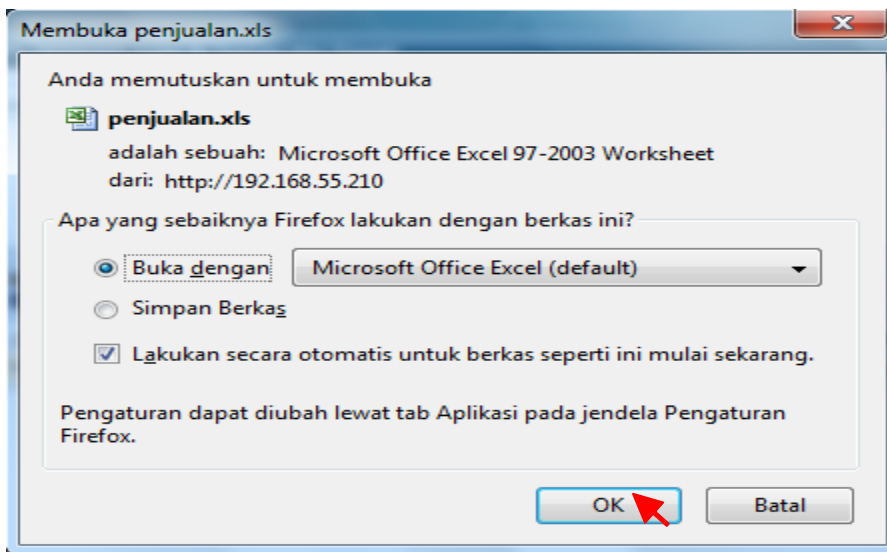 Membuka penjualan.xls
Anda memutuskan untuk membuka
penjualan.xls
adalah sebuah: Microsoft Office Excel 97-2003 Worksheet
dari: http://192.168.55.210
Apa yang sebaiknya Firefox lakukan dengan berkas ini?
Buka dengan Microsoft Office Excel (default)
Simpan Berkas
Lakukan secara otomatis untuk berkas seperti ini mulai sekarang.
Pengaturan dapat diubah lewat tab Aplikasi pada jendela Pengaturan
Firefox.
OK Batal